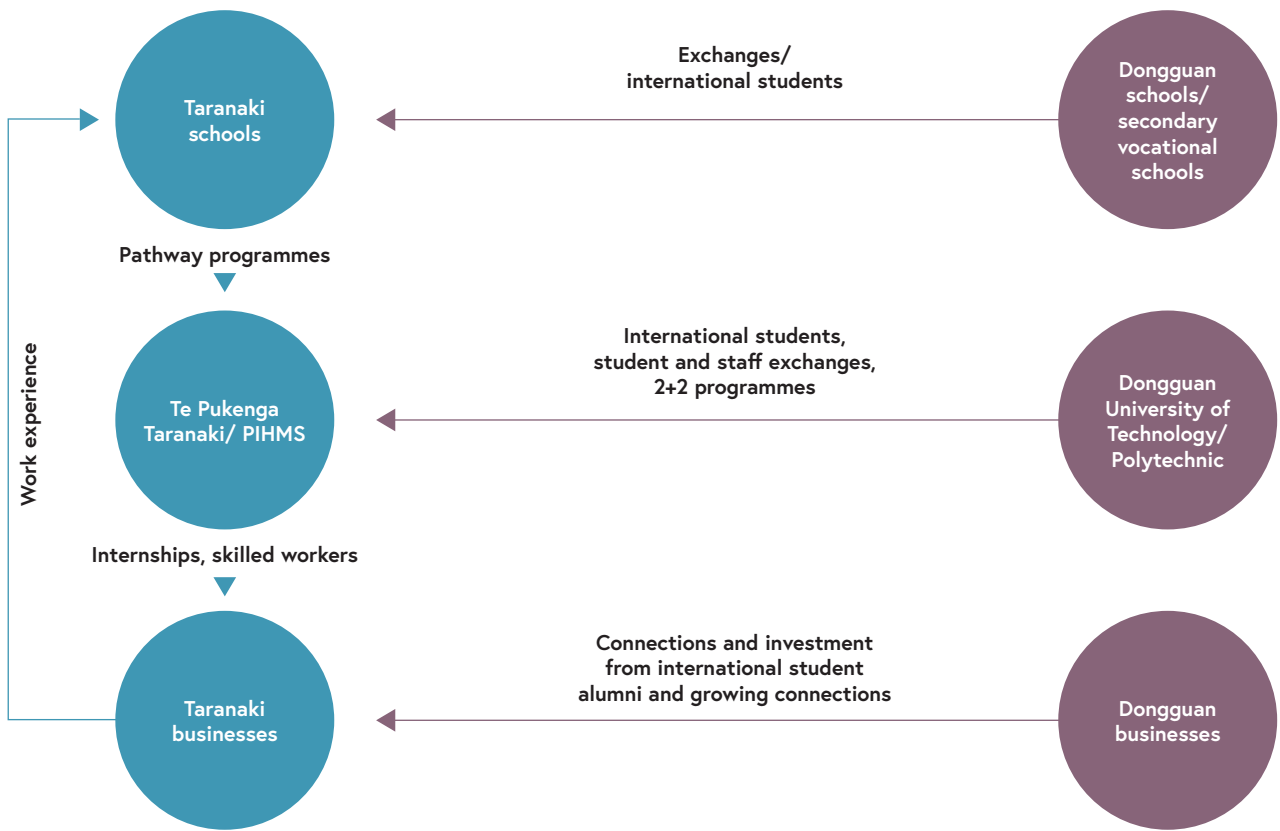 Exchanges/
international students
Taranaki
schools
Dongguan
schools/
secondary
vocational
schools
Pathway programmes
International students,
student and staff exchanges,
2+2 programmes
Work experience
Te Pukenga
Taranaki/ PIHMS
Dongguan
University of
Technology/
Polytechnic
Internships, skilled workers
Connections and investment
from international student
alumni and growing connections
Taranaki
businesses
Dongguan
businesses